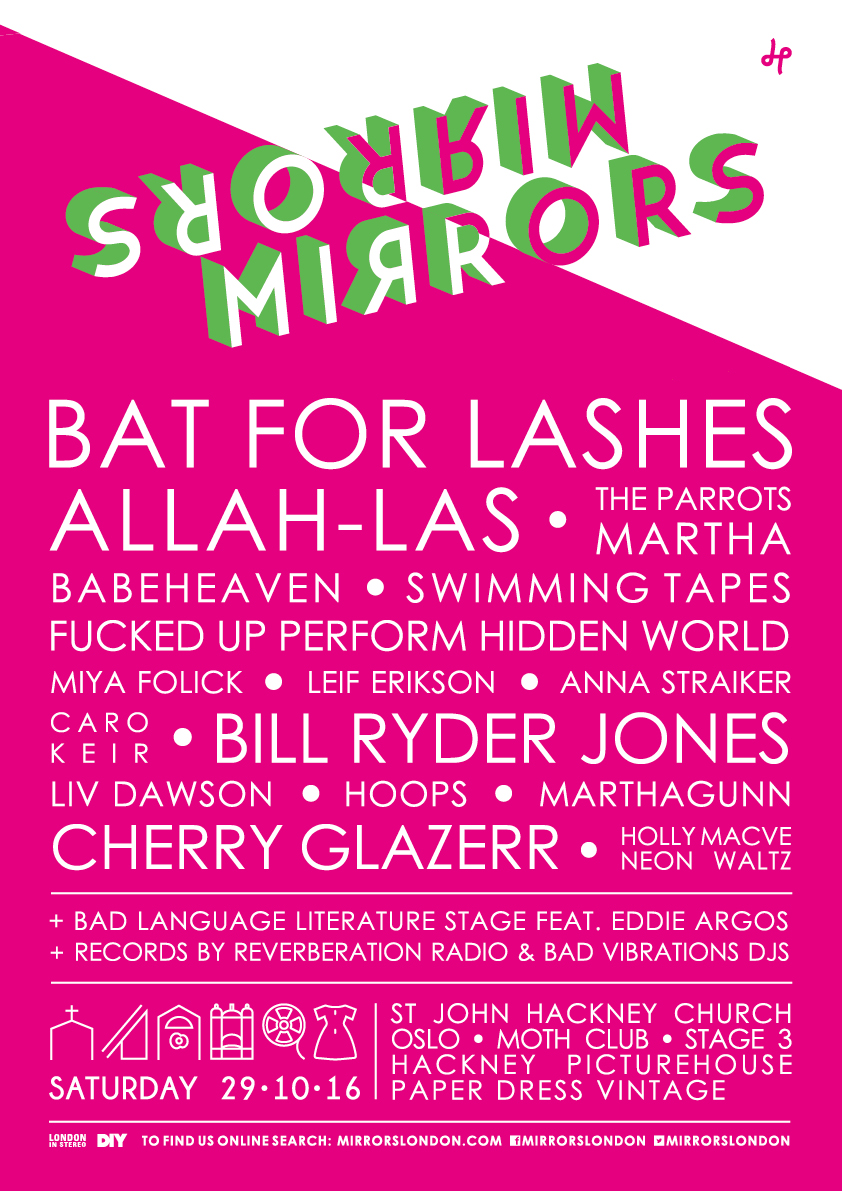 MIRRORS
MIRRORS
BAT FOR LASHES
ALLAH-LAS • THE PARROTS
MARTHA
BABEHEAVEN • SWIMMING TAPES
FUCKED UP PERFORM HIDDEN WORLD
MIYA FOLICK • LEIF ERIKSON • ANNA STRAIKER
CARO
KEIR • BILL RYDER JONES
LIV DAWSON • HOOPS • MARTHAGUNN
CHERRY GLAZERR • HOLLY MACVE
NEON WALTZ
+ BAD LANGUAGE LITERATURE STAGE FEAT. EDDIE ARGOS
+ RECORDS BY REVERBERATION RADIO & BAD VIBRATIONS DJS
SATURDAY 29•10•16
ST JOHN HACKNEY CHURCH
OSLO • MOTH CLUB • STAGE 3
HACKNEY PICTUREHOUSE
PAPER DRESS VINTAGE
LONDON
IN STEREO
DIY
TO FIND US ONLINE SEARCH: MIRRORSLONDON.COM MIRRORSLONDON MIRRORSLONDON